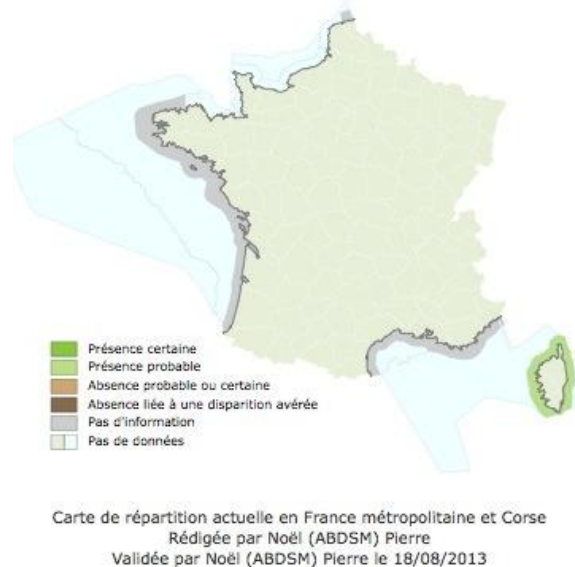 Présence certaine
Présence probable
Absence probable ou certaine
Absence liée à une disparition avérée
Pas d'information
Pas de données
Carte de répartition actuelle en France métropolitaine et Corse
Rédigée par Noël (ABDSM) Pierre
Validée par Noël (ABDSM) Pierre le 18/08/2013